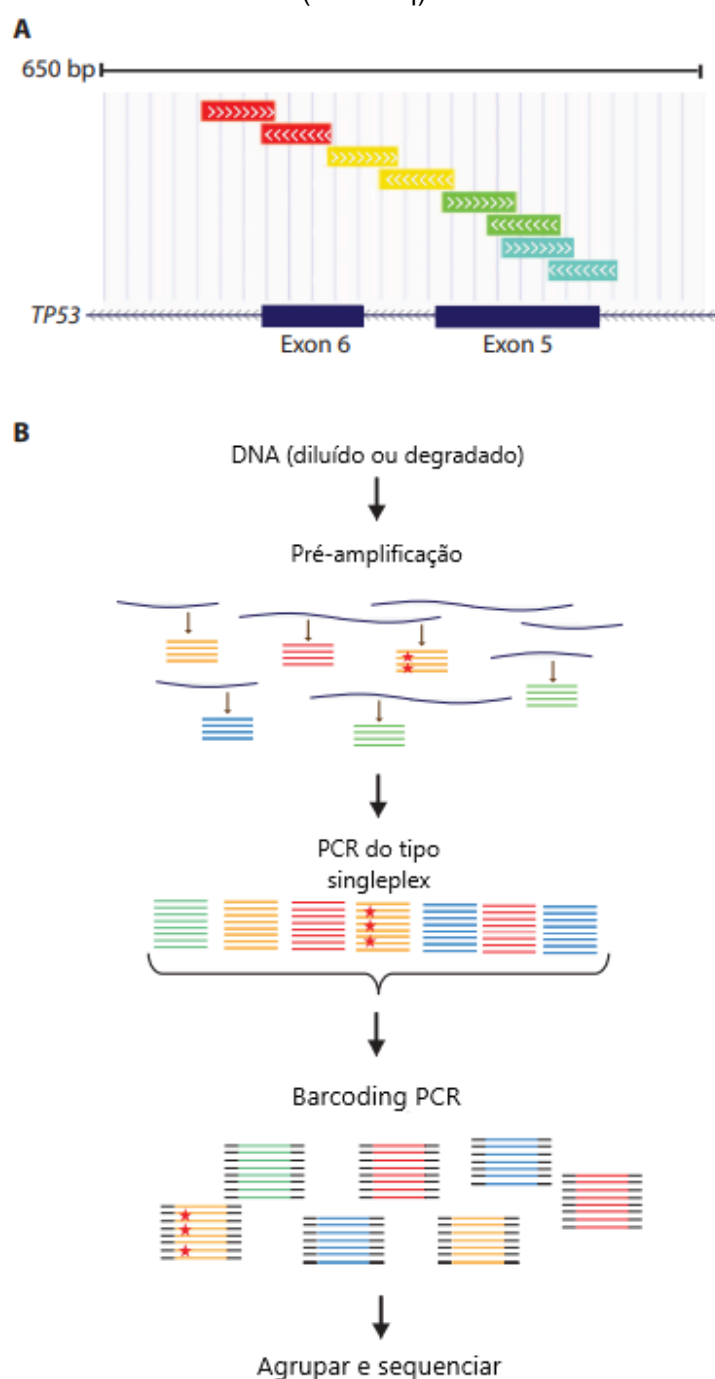 A
650 bp
TP53
Exon 6
Exon 5
B
DNA (diluído ou degradado)
Pré-amplificação
PCR do tipo
singleplex
Barcoding PCR
Agrupar e sequenciar